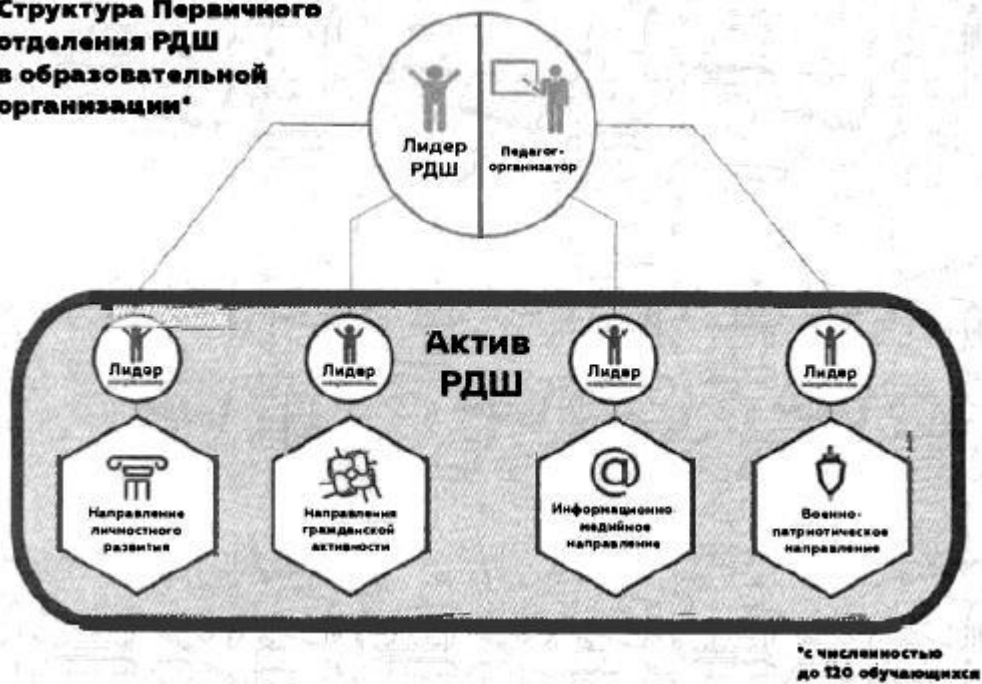 Структура Первичного
отделения РДШ
в образовательной
организации*
Лидер
РДШ
Педагог-
организатор
Актив
РДШ
Лидер
Лидер
Лидер
Лидер
Направление
личностного
развития
Направления
гражданской
активности
Информационно-
медийное
направление
Военно-
патриотическое
направление
*с численностью
до 120 обучающихся